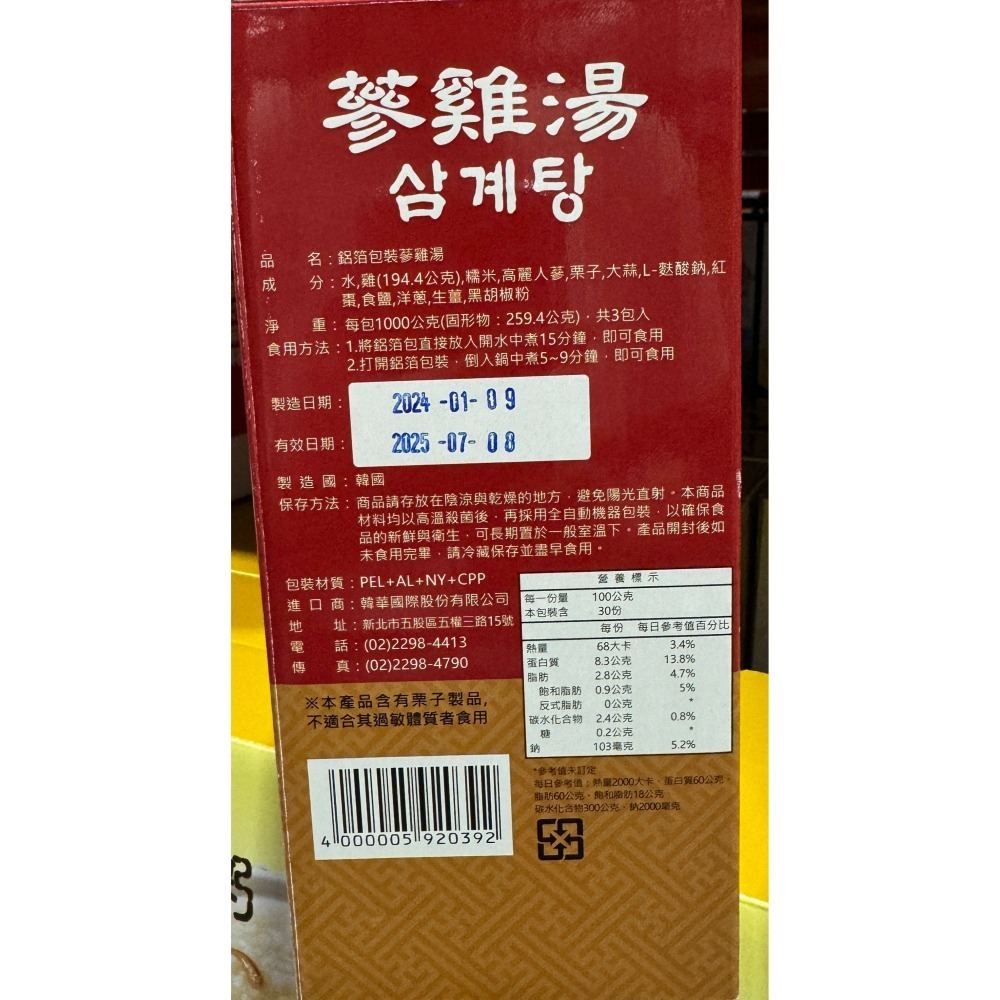 蔘雞湯
삼계탕
品 名：鋁箔包裝蔘雞湯
成 分：水,雞(194.4公克),糯米,高麗人蔘,栗子,大蒜,L-麩酸鈉,紅
棗,食鹽,洋蔥,生薑,黑胡椒粉
淨 重：每包1000公克(固形物：259.4公克)，共3包入
食用方法：1.將鋁箔包直接放入開水中煮15分鐘，即可食用
2.打開鋁箔包裝，倒入鍋中煮5~9分鐘，即可食用
製造日期： 2024 -01- 09
有效日期： 2025 -07- 08
製 造 國：韓國
保存方法：商品請存放在陰涼與乾燥的地方，避免陽光直射。本商品
材料均以高溫殺菌後，再採用全自動機器包裝，以確保食
品的新鮮與衛生，可長期置於一般室溫下。產品開封後如
未食用完畢，請冷藏保存並盡早食用。
包裝材質：PEL+AL+NY+CPP
進 口 商：韓華國際股份有限公司
地 址：新北市五股區五權三路15號
電 話：(02)2298-4413
傳 真：(02)2298-4790
※本產品含有栗子製品,
不適合其過敏體質者食用
營養標示
每一份量 100公克
本包裝含 30份
每份 每日參考值百分比
熱量 68大卡 3.4%
蛋白質 8.3公克 13.8%
脂肪 2.8公克 4.7%
飽和脂肪 0.9公克 5%
反式脂肪 0公克 *
碳水化合物 2.4公克 0.8%
糖 0.2公克 *
鈉 103毫克 5.2%
*參考值未訂定
每日參考值：熱量2000大卡、蛋白質60公克、
脂肪60公克、飽和脂肪18公克、
碳水化合物300公克、鈉2000毫克
4 000005 920392